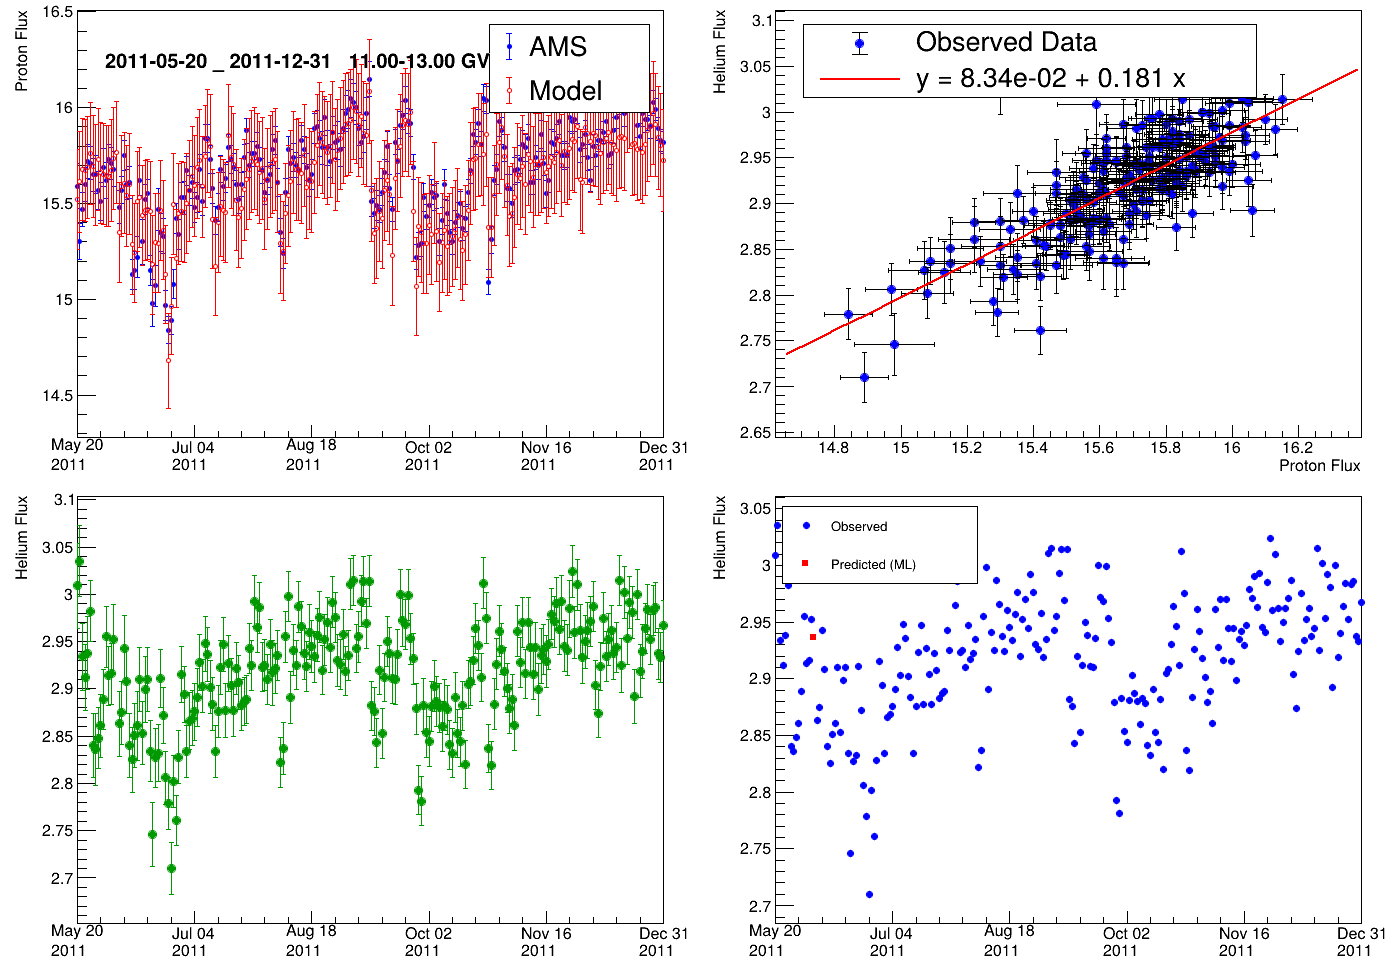 Proton Flux
16.5
16
15.5
15
14.5
2011-05-20 _ 2011-12-31 11.00-13.00 GV
AMS
Model
May 20
2011
Jul 04
2011
Aug 18
2011
Oct 02
2011
Nov 16
2011
Dec 31
2011
Helium Flux
3.1
3.05
3
2.95
2.9
2.85
2.8
2.75
2.7
2.65
Observed Data
y = 8.34e-02 + 0.181 x
14.8
15
15.2
15.4
15.6
15.8
16
16.2
Proton Flux
Helium Flux
3.1
3.05
3
2.95
2.9
2.85
2.8
2.75
2.7
May 20
2011
Jul 04
2011
Aug 18
2011
Oct 02
2011
Nov 16
2011
Dec 31
2011
Helium Flux
3.05
3
2.95
2.9
2.85
2.8
2.75
2.7
Observed
Predicted (ML)
May 20
2011
Jul 04
2011
Aug 18
2011
Oct 02
2011
Nov 16
2011
Dec 31
2011